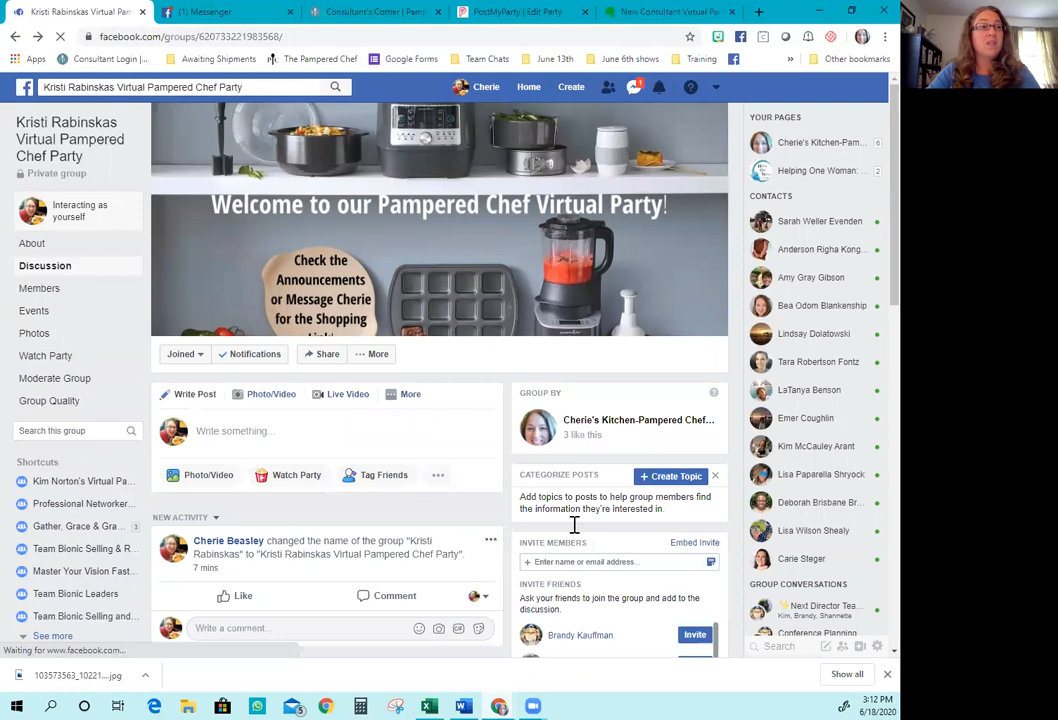 Kristi Rabinskas Virtual Pam
(1) Messenger
Consultant's Corner | Pamp
PostMyParty | Edit Party
New Consultant Virtual Pa
facebook.com/groups/620733221983568/
Apps
Consultant Login |...
Awaiting Shipments
The Pampered Chef
Google Forms
Team Chats
June 13th
June 6th shows
Training
Other bookmarks
Kristi Rabinskas Virtual Pampered Chef Party
Cherie
Home
Create
1
Kristi Rabinskas
Virtual Pampered
Chef Party
Private group
Interacting as
yourself
About
Discussion
Members
Events
Photos
Watch Party
Moderate Group
Group Quality
Search this group
Shortcuts
Kim Norton's Virtual Pa...
Professional Networker...
Gather, Grace & Gra...
3
Team Bionic Selling & R...
Master Your Vision Fast...
Team Bionic Leaders
Team Bionic Selling and...
See more
Waiting for www.facebook.com...
Welcome to our Pampered Chef Virtual Party!
Check the
Announcements
or Message Cherie
for the Shopping
Joined
Notifications
Share
More
Write Post
Photo/Video
Live Video
More
Write something...
Photo/Video
Watch Party
Tag Friends
NEW ACTIVITY
Cherie Beasley changed the name of the group "Kristi
Rabinskas" to "Kristi Rabinskas Virtual Pampered Chef Party".
7 mins
Like
Comment
Write a comment...
GIF
GROUP BY
Cherie's Kitchen-Pampered Chef...
3 like this
CATEGORIZE POSTS
+ Create Topic
Add topics to posts to help group members find
the information they're interested in.
INVITE MEMBERS
Embed Invite
+ Enter name or email address...
INVITE FRIENDS
Ask your friends to join the group and add to the
discussion.
Brandy Kauffman
Invite
YOUR PAGES
Cherie's Kitchen-Pam...
6
Helping One Woman: ...
2
CONTACTS
Sarah Weller Evenden
Anderson Righa Kong...
Amy Gray Gibson
Bea Odom Blankenship
Lindsay Dolatowski
Tara Robertson Fontz
LaTanya Benson
Emer Coughlin
Kim McCauley Arant
Lisa Paparella Shryock
Deborah Brisbane Br...
Lisa Wilson Shealy
Carie Steger
GROUP CONVERSATIONS
Next Director Tea...
Kim, Brandy, Shannette
Conference Planning
Search
103573563_10221....jpg
Show all
5
3:12 PM
6/18/2020